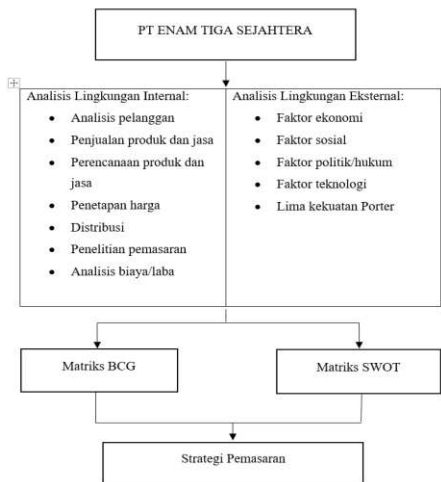 PT ENAM TIGA SEJAHTERA
Analisis Lingkungan Internal:
• Analisis pelanggan
• Penjualan produk dan jasa
• Perencanaan produk dan
jasa
• Penetapan harga
• Distribusi
• Penelitian pemasaran
• Analisis biaya/laba
Analisis Lingkungan Eksternal:
• Faktor ekonomi
• Faktor sosial
• Faktor politik/hukum
• Faktor teknologi
• Lima kekuatan Porter
Matriks BCG
Matriks SWOT
Strategi Pemasaran